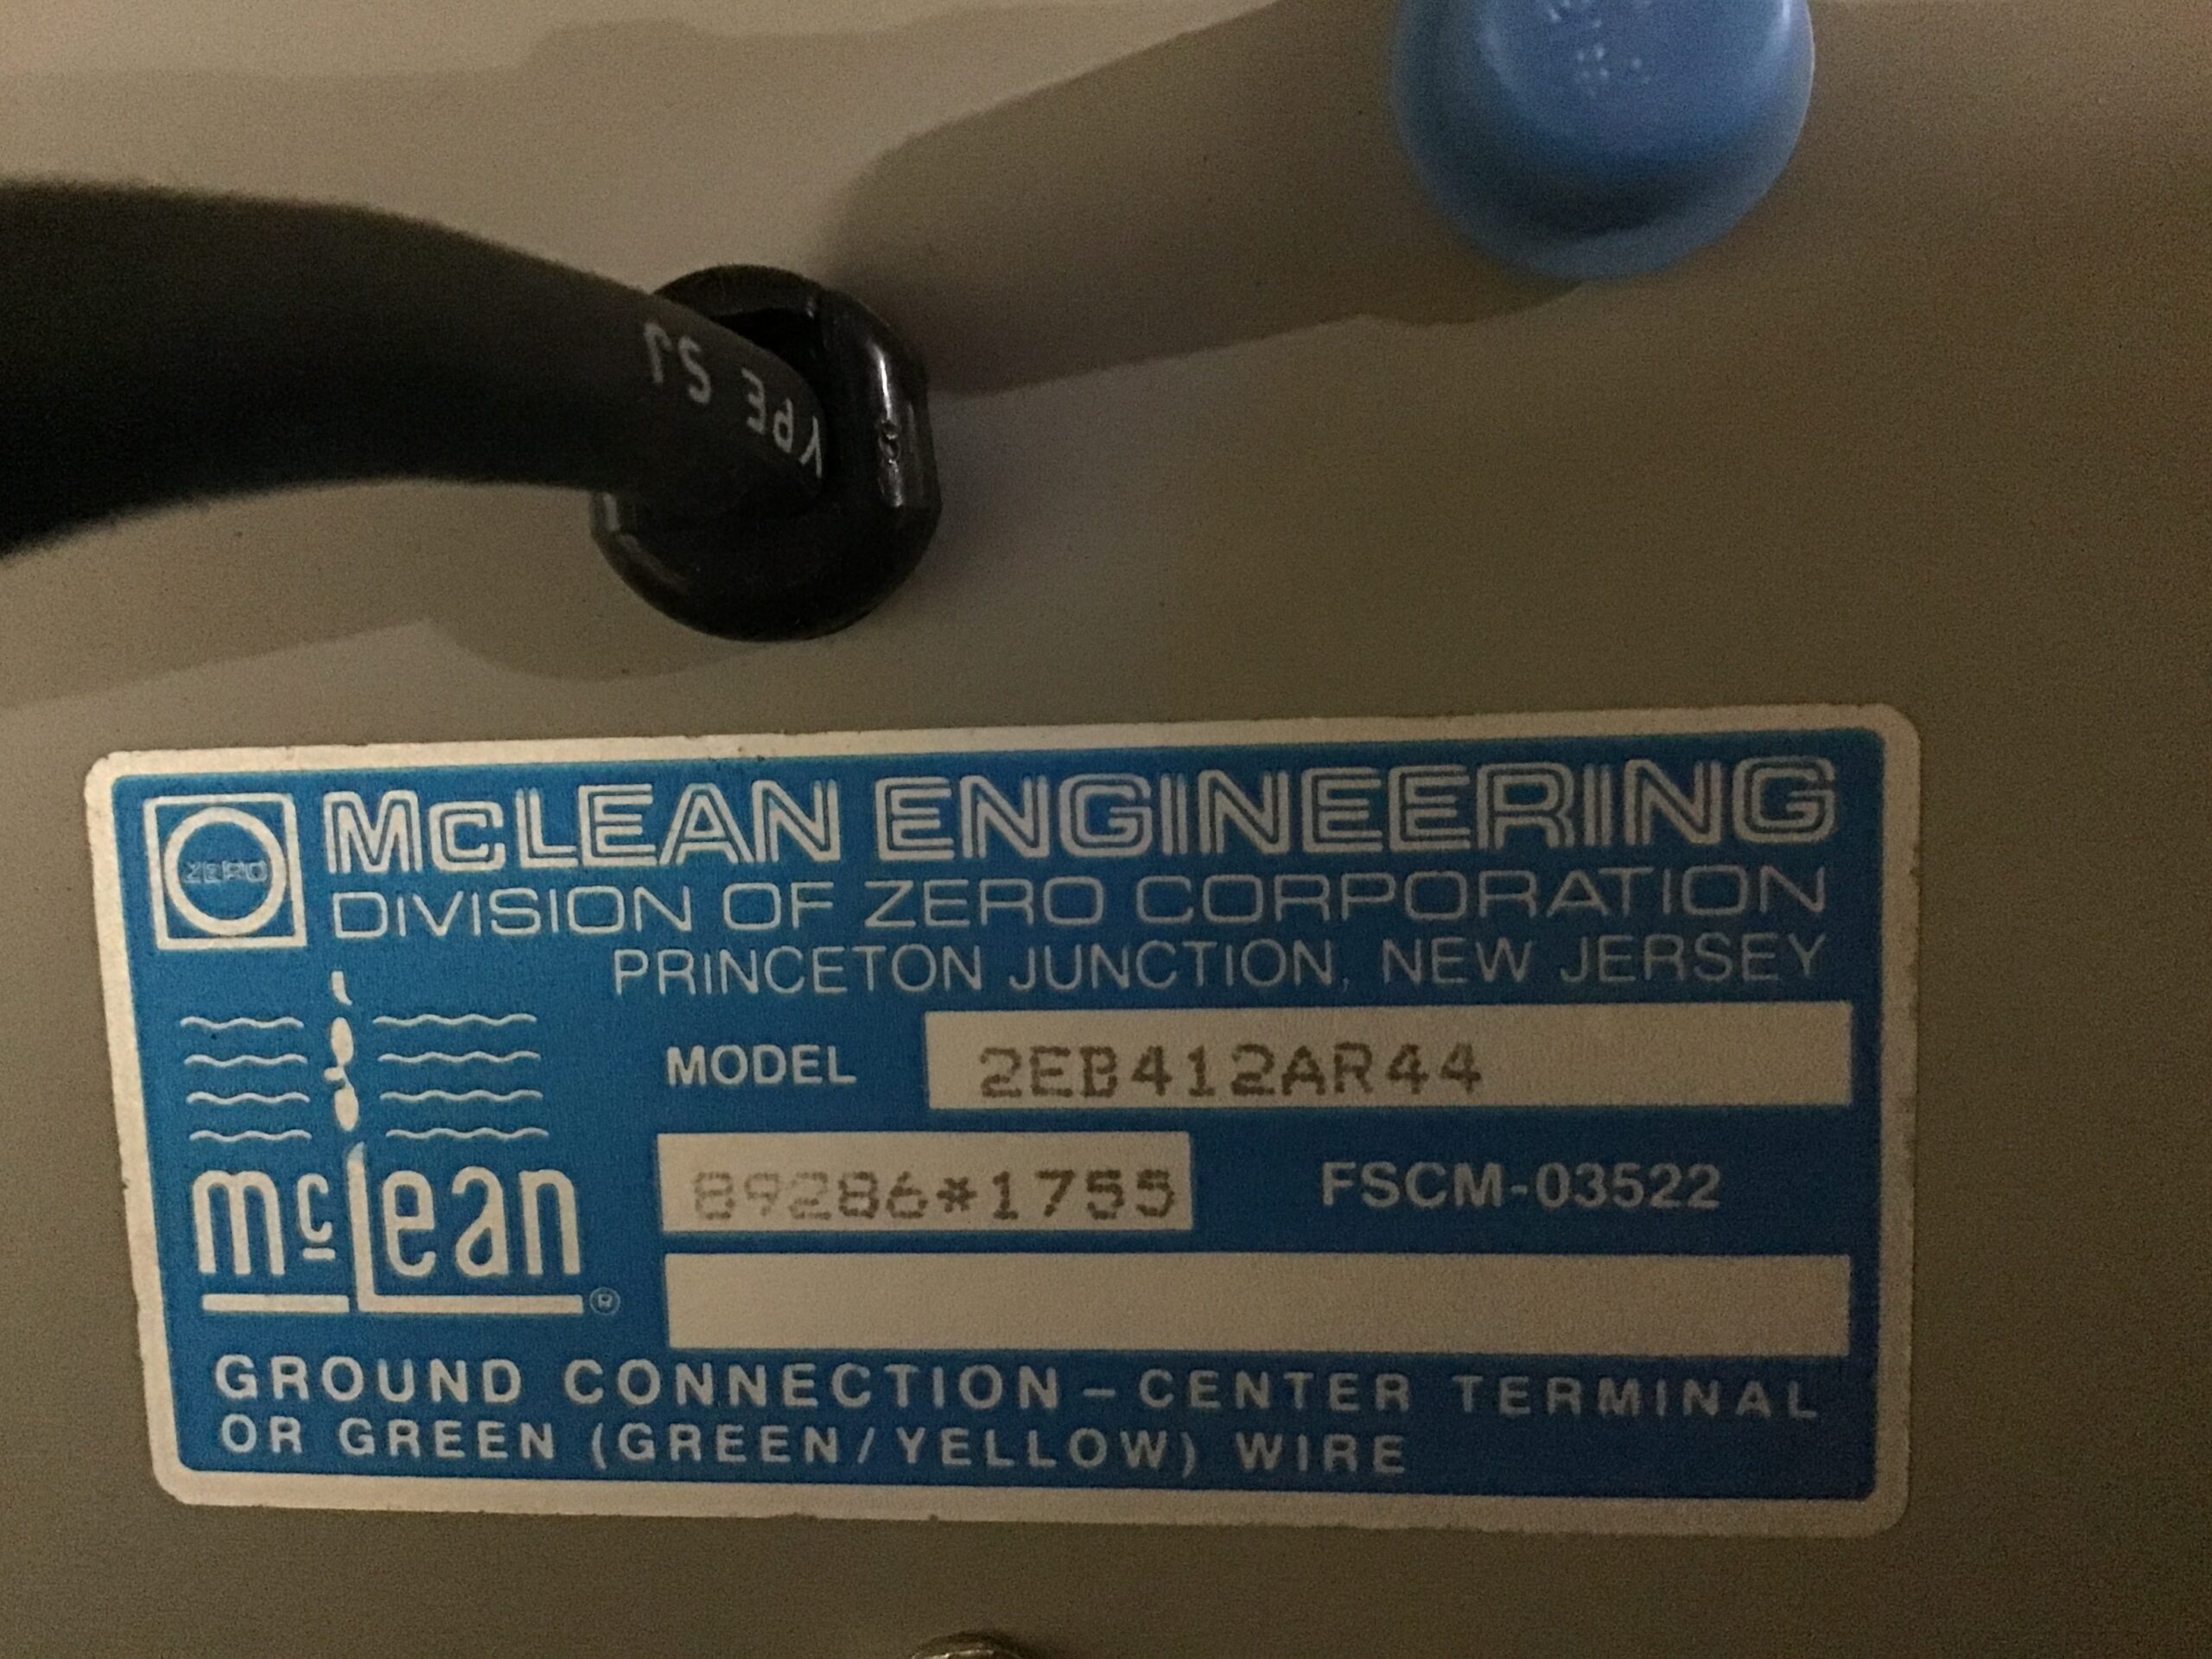 YPE SJ
ZERO
McLEAN ENGINEERING
DIVISION OF ZERO CORPORATION
PRINCETON JUNCTION, NEW JERSEY
MODEL 2EB412AR44
89286*1755 FSCM-03522
mcLean®
GROUND CONNECTION – CENTER TERMINAL
OR GREEN (GREEN/YELLOW) WIRE